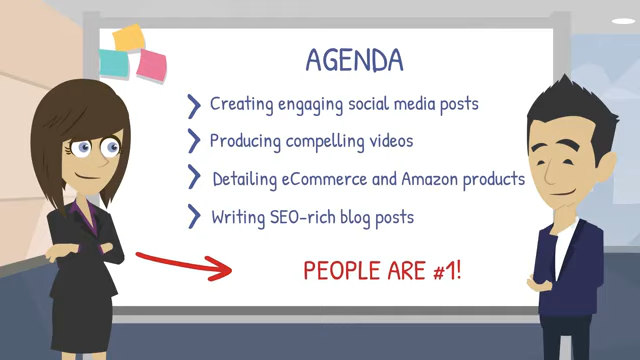 AGENDA
Creating engaging social media posts
Producing compelling videos
Detailing eCommerce and Amazon products
Writing SEO-rich blog posts
PEOPLE ARE #1!